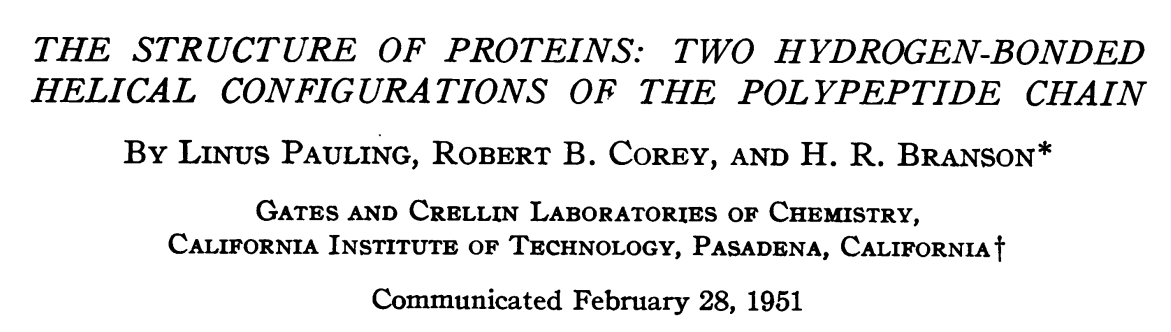 THE STRUCTURE OF PROTEINS: TWO HYDROGEN-BONDED
HELICAL CONFIGURATIONS OF THE POLYPEPTIDE CHAIN
BY LINUS PAULING, ROBERT B. COREY, AND H. R. BRANSON*
GATES AND CRELLIN LABORATORIES OF CHEMISTRY,
CALIFORNIA INSTITUTE OF TECHNOLOGY, PASADENA, CALIFORNIA†
Communicated February 28, 1951